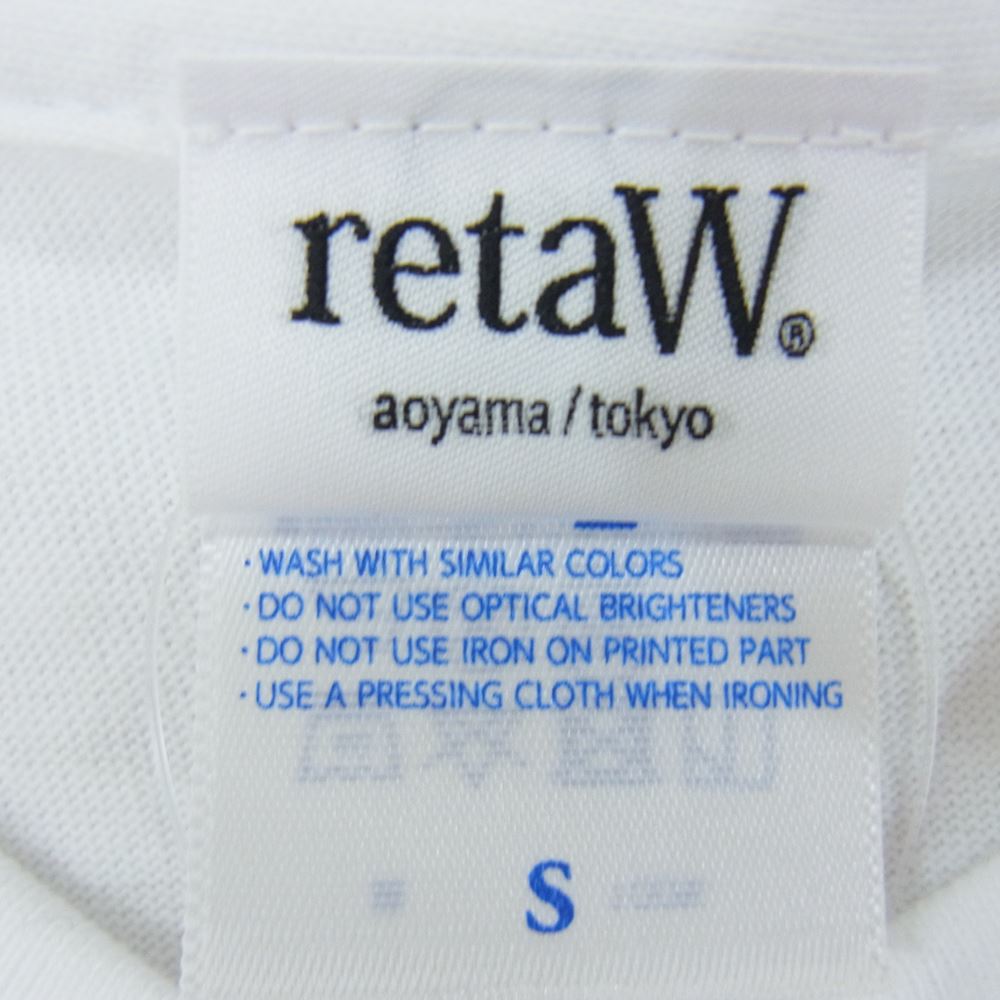 retaW®
aoyama / tokyo
· WASH WITH SIMILAR COLORS
· DO NOT USE OPTICAL BRIGHTENERS
· DO NOT USE IRON ON PRINTED PART
· USE A PRESSING CLOTH WHEN IRONING
S